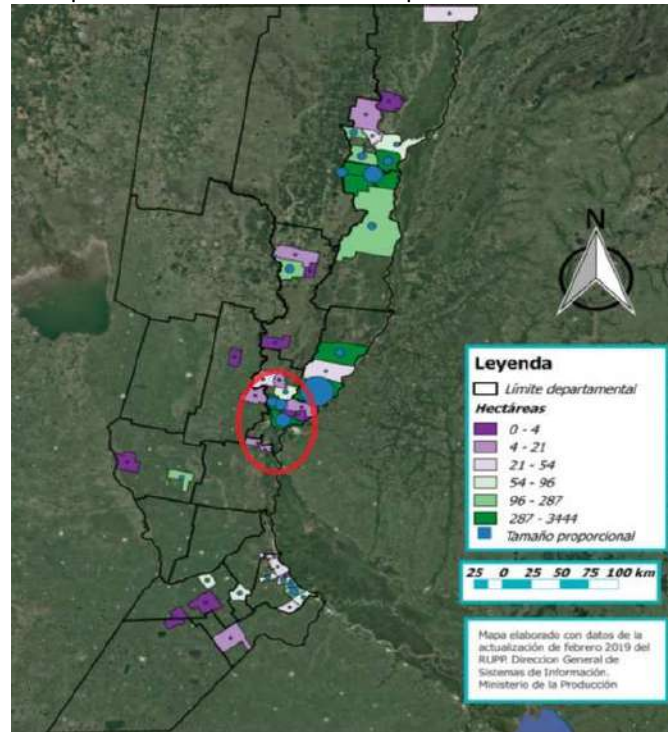 N
Leyenda
Límite departamental
Hectáreas
0 - 4
4 - 21
21 - 54
54 - 96
96 - 287
287 - 3444
Tamaño proporcional
25 0 25 50 75 100 km
Mapa elaborado con datos de la
actualización de febrero 2019 del
RUPP. Direccion General de
Sistemas de Información.
Ministerio de la Producción